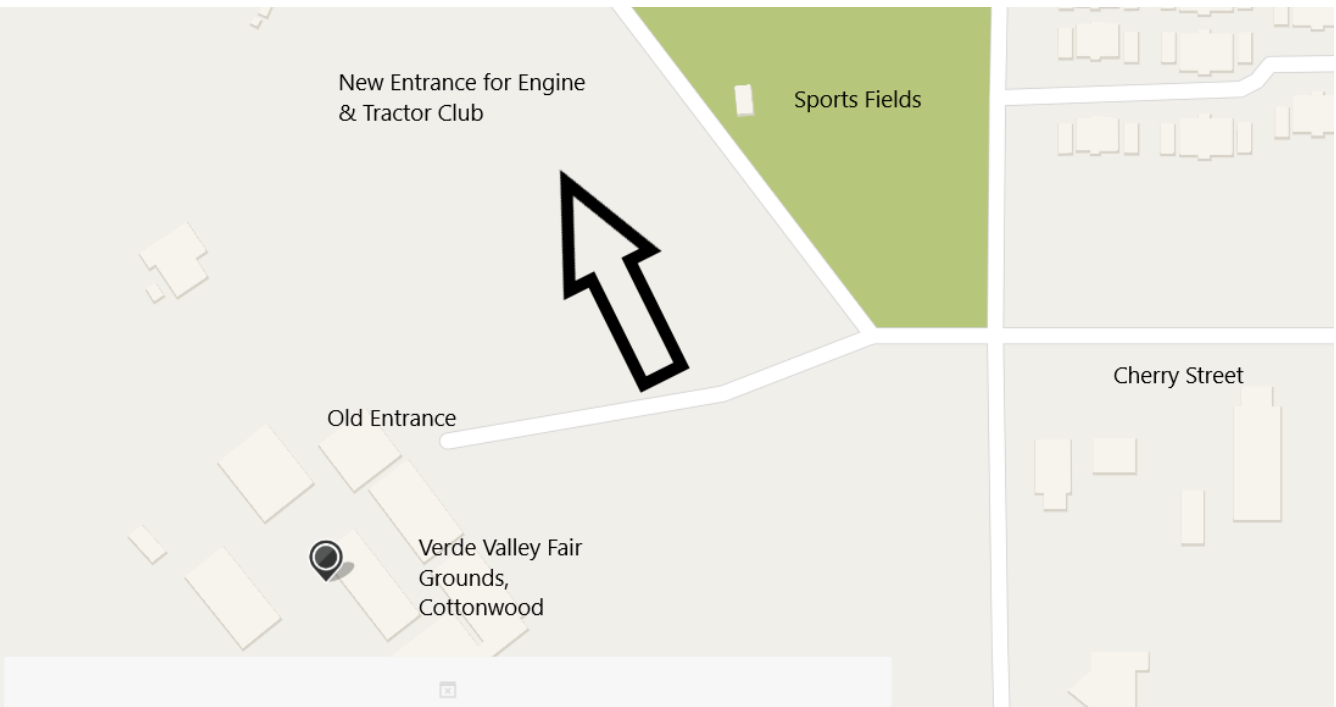 New Entrance for Engine
& Tractor Club
Sports Fields
Cherry Street
Old Entrance
Verde Valley Fair
Grounds,
Cottonwood